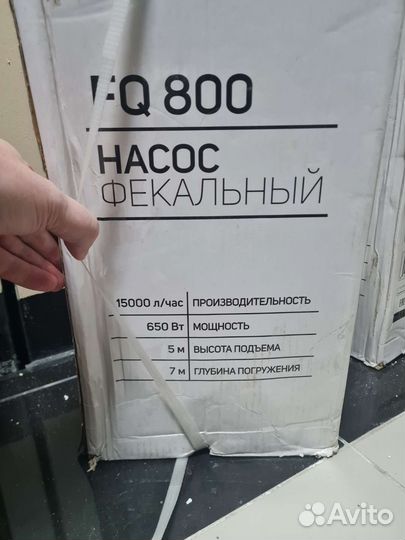 FQ 800
НАСОС
ФЕКАЛЬНЫЙ
15000 л/час ПРОИЗВОДИТЕЛЬНОСТЬ
650 Вт МОЩНОСТЬ
5 м ВЫСОТА ПОДЪЕМА
7 м ГЛУБИНА ПОГРУЖЕНИЯ
Avito